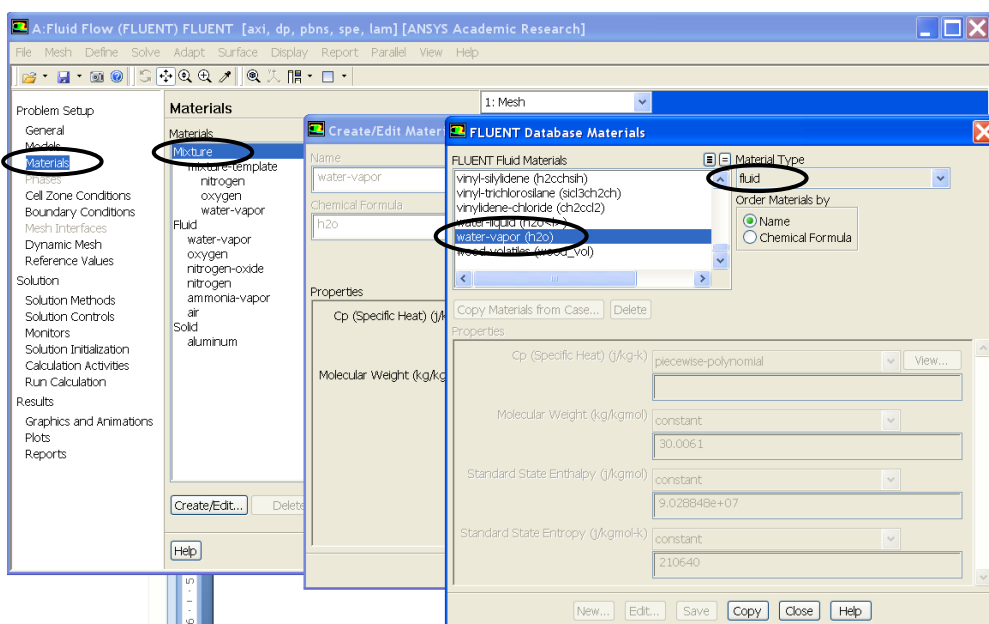 A:Fluid Flow (FLUENT) FLUENT [axi, dp, pbns, spe, lam] [ANSYS Academic Research]
File Mesh Define Solve Adapt Surface Display Report Parallel View Help
Problem Setup
General
Models
Materials
Phases
Cell Zone Conditions
Boundary Conditions
Mesh Interfaces
Dynamic Mesh
Reference Values
Solution
Solution Methods
Solution Controls
Monitors
Solution Initialization
Calculation Activities
Run Calculation
Results
Graphics and Animations
Plots
Reports
Materials
Materials
Mixture
mixture-template
nitrogen
oxygen
water-vapor
Fluid
water-vapor
oxygen
nitrogen-oxide
nitrogen
ammonia-vapor
air
Solid
aluminum
Create/Edit... Delete
Help
1: Mesh
Create/Edit Mater
Name
water-vapor
Chemical Formula
h2o
Properties
Cp (Specific Heat) (j/k
Molecular Weight (kg/kg
FLUENT Database Materials
FLUENT Fluid Materials
vinyl-silylidene (h2cchsih)
vinyl-trichlorosilane (sicl3ch2ch)
vinylidene-chloride (ch2ccl2)
water-liquid (h2o<l>)
water-vapor (h2o)
wood-volatiles (wood_vol)
Material Type
fluid
Order Materials by
Name
Chemical Formula
Copy Materials from Case... Delete
Properties
Cp (Specific Heat) (j/kg-k) piecewise-polynomial View...
Molecular Weight (kg/kgmol) constant
30.0061
Standard State Enthalpy (j/kgmol) constant
9.028848e+07
Standard State Entropy (j/kgmol-k) constant
210640
New... Edit... Save Copy Close Help